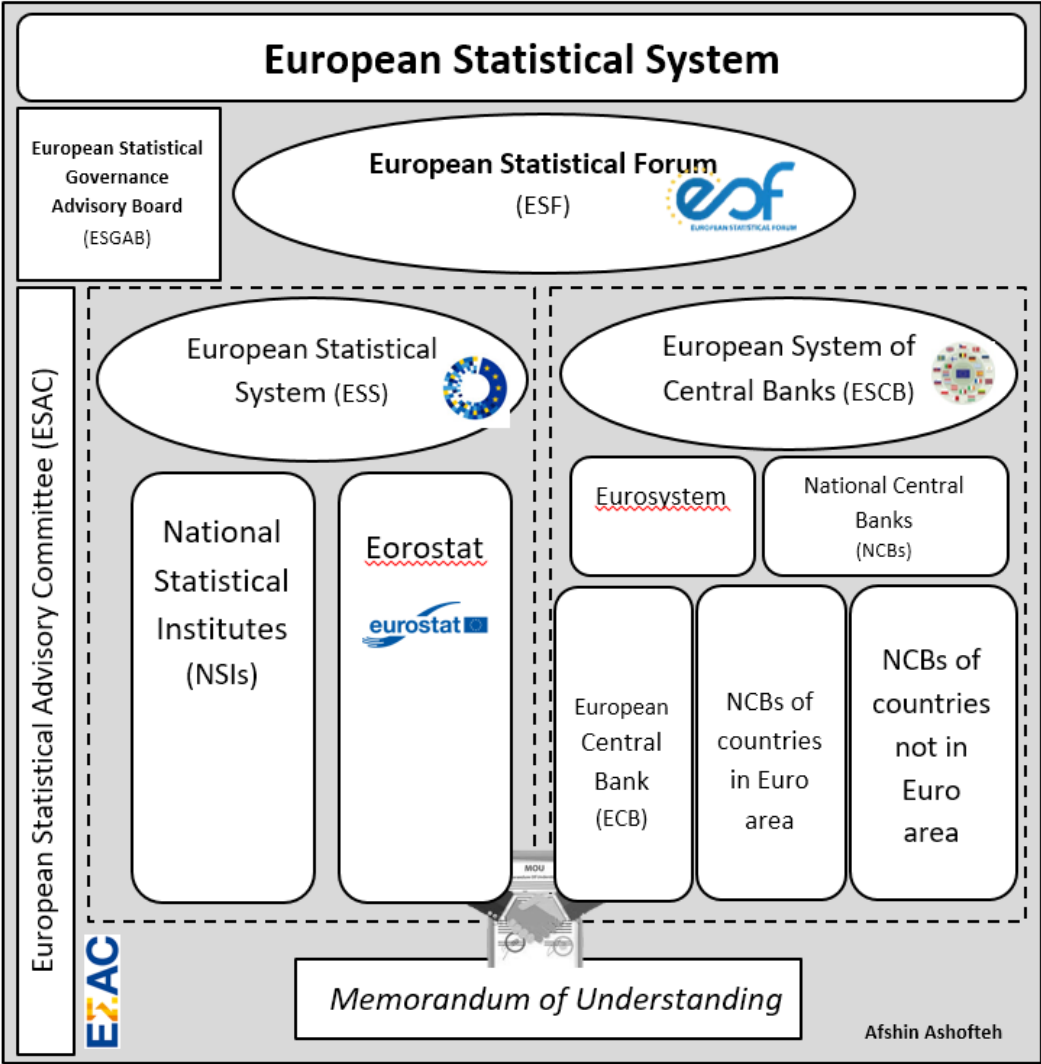 European Statistical System
European Statistical
Governance
Advisory Board
(ESGAB)
European Statistical Forum
(ESF)
esf
EUROPEAN STATISTICAL FORUM
European Statistical Advisory Committee (ESAC)
European Statistical
System (ESS)
National
Statistical
Institutes
(NSIs)
Eorostat
eurostat
European System of
Central Banks (ESCB)
Eurosystem
National Central
Banks
(NCBs)
European
Central
Bank
(ECB)
NCBs of
countries
in Euro
area
NCBs of
countries
not in
Euro
area
MOU
ESAC
Memorandum of Understanding
Afshin Ashofteh